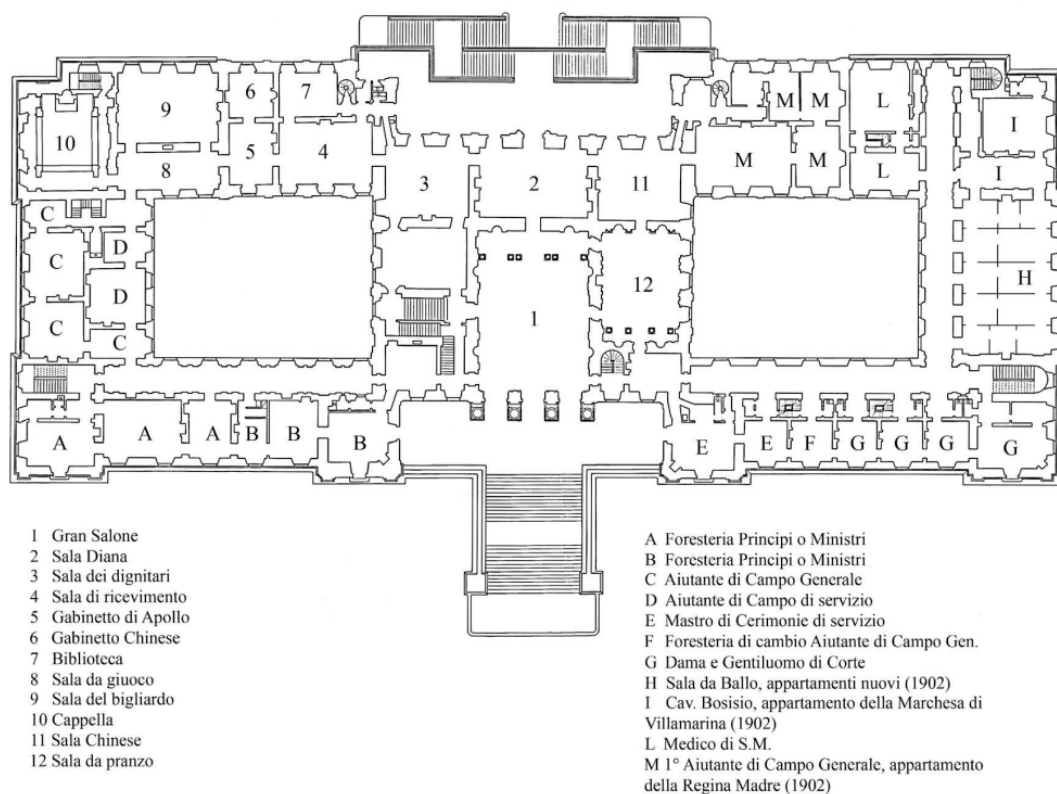 9
6
7
M
M
L
10
I
5
4
8
M
M
L
I
3
2
11
C
D
C
12
H
D
1
C
C
A
A
A
B
B
B
E
E
F
G
G
G
G
1 Gran Salone
2 Sala Diana
3 Sala dei dignitari
4 Sala di ricevimento
5 Gabinetto di Apollo
6 Gabinetto Chinese
7 Biblioteca
8 Sala da giuoco
9 Sala del bigliardo
10 Cappella
11 Sala Chinese
12 Sala da pranzo
A Foresteria Principi o Ministri
B Foresteria Principi o Ministri
C Aiutante di Campo Generale
D Aiutante di Campo di servizio
E Mastro di Cerimonie di servizio
F Foresteria di cambio Aiutante di Campo Gen.
G Dama e Gentiluomo di Corte
H Sala da Ballo, appartamenti nuovi (1902)
I Cav. Bosisio, appartamento della Marchesa di
Villamarina (1902)
L Medico di S.M.
M 1° Aiutante di Campo Generale, appartamento
della Regina Madre (1902)